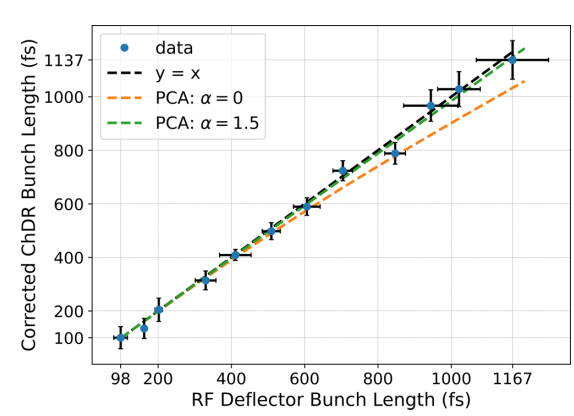 data
y = x
PCA: α = 0
PCA: α = 1.5
Corrected ChDR Bunch Length (fs)
1137
1000
800
600
400
200
100
98 200 400 600 800 1000 1167
RF Deflector Bunch Length (fs)